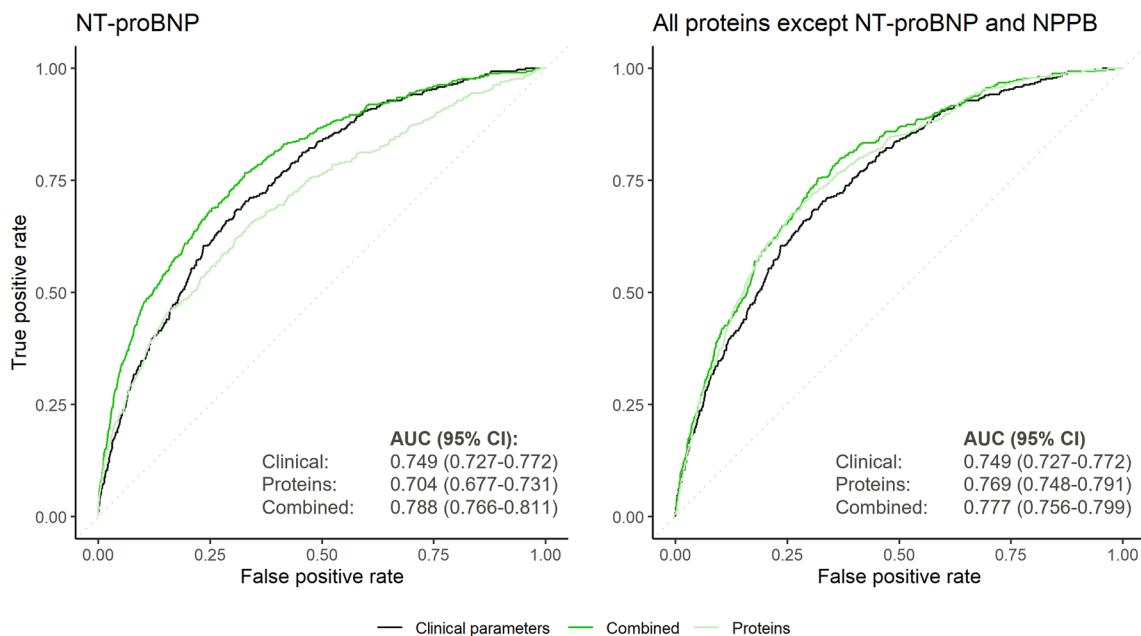 NT-proBNP
1.00
0.75
0.50
0.25
0.00
True positive rate
AUC (95% CI):
Clinical: 0.749 (0.727-0.772)
Proteins: 0.704 (0.677-0.731)
Combined: 0.788 (0.766-0.811)
0.00 0.25 0.50 0.75 1.00
False positive rate
All proteins except NT-proBNP and NPPB
1.00
0.75
0.50
0.25
0.00
AUC (95% CI)
Clinical: 0.749 (0.727-0.772)
Proteins: 0.769 (0.748-0.791)
Combined: 0.777 (0.756-0.799)
0.00 0.25 0.50 0.75 1.00
False positive rate
Clinical parameters Combined Proteins